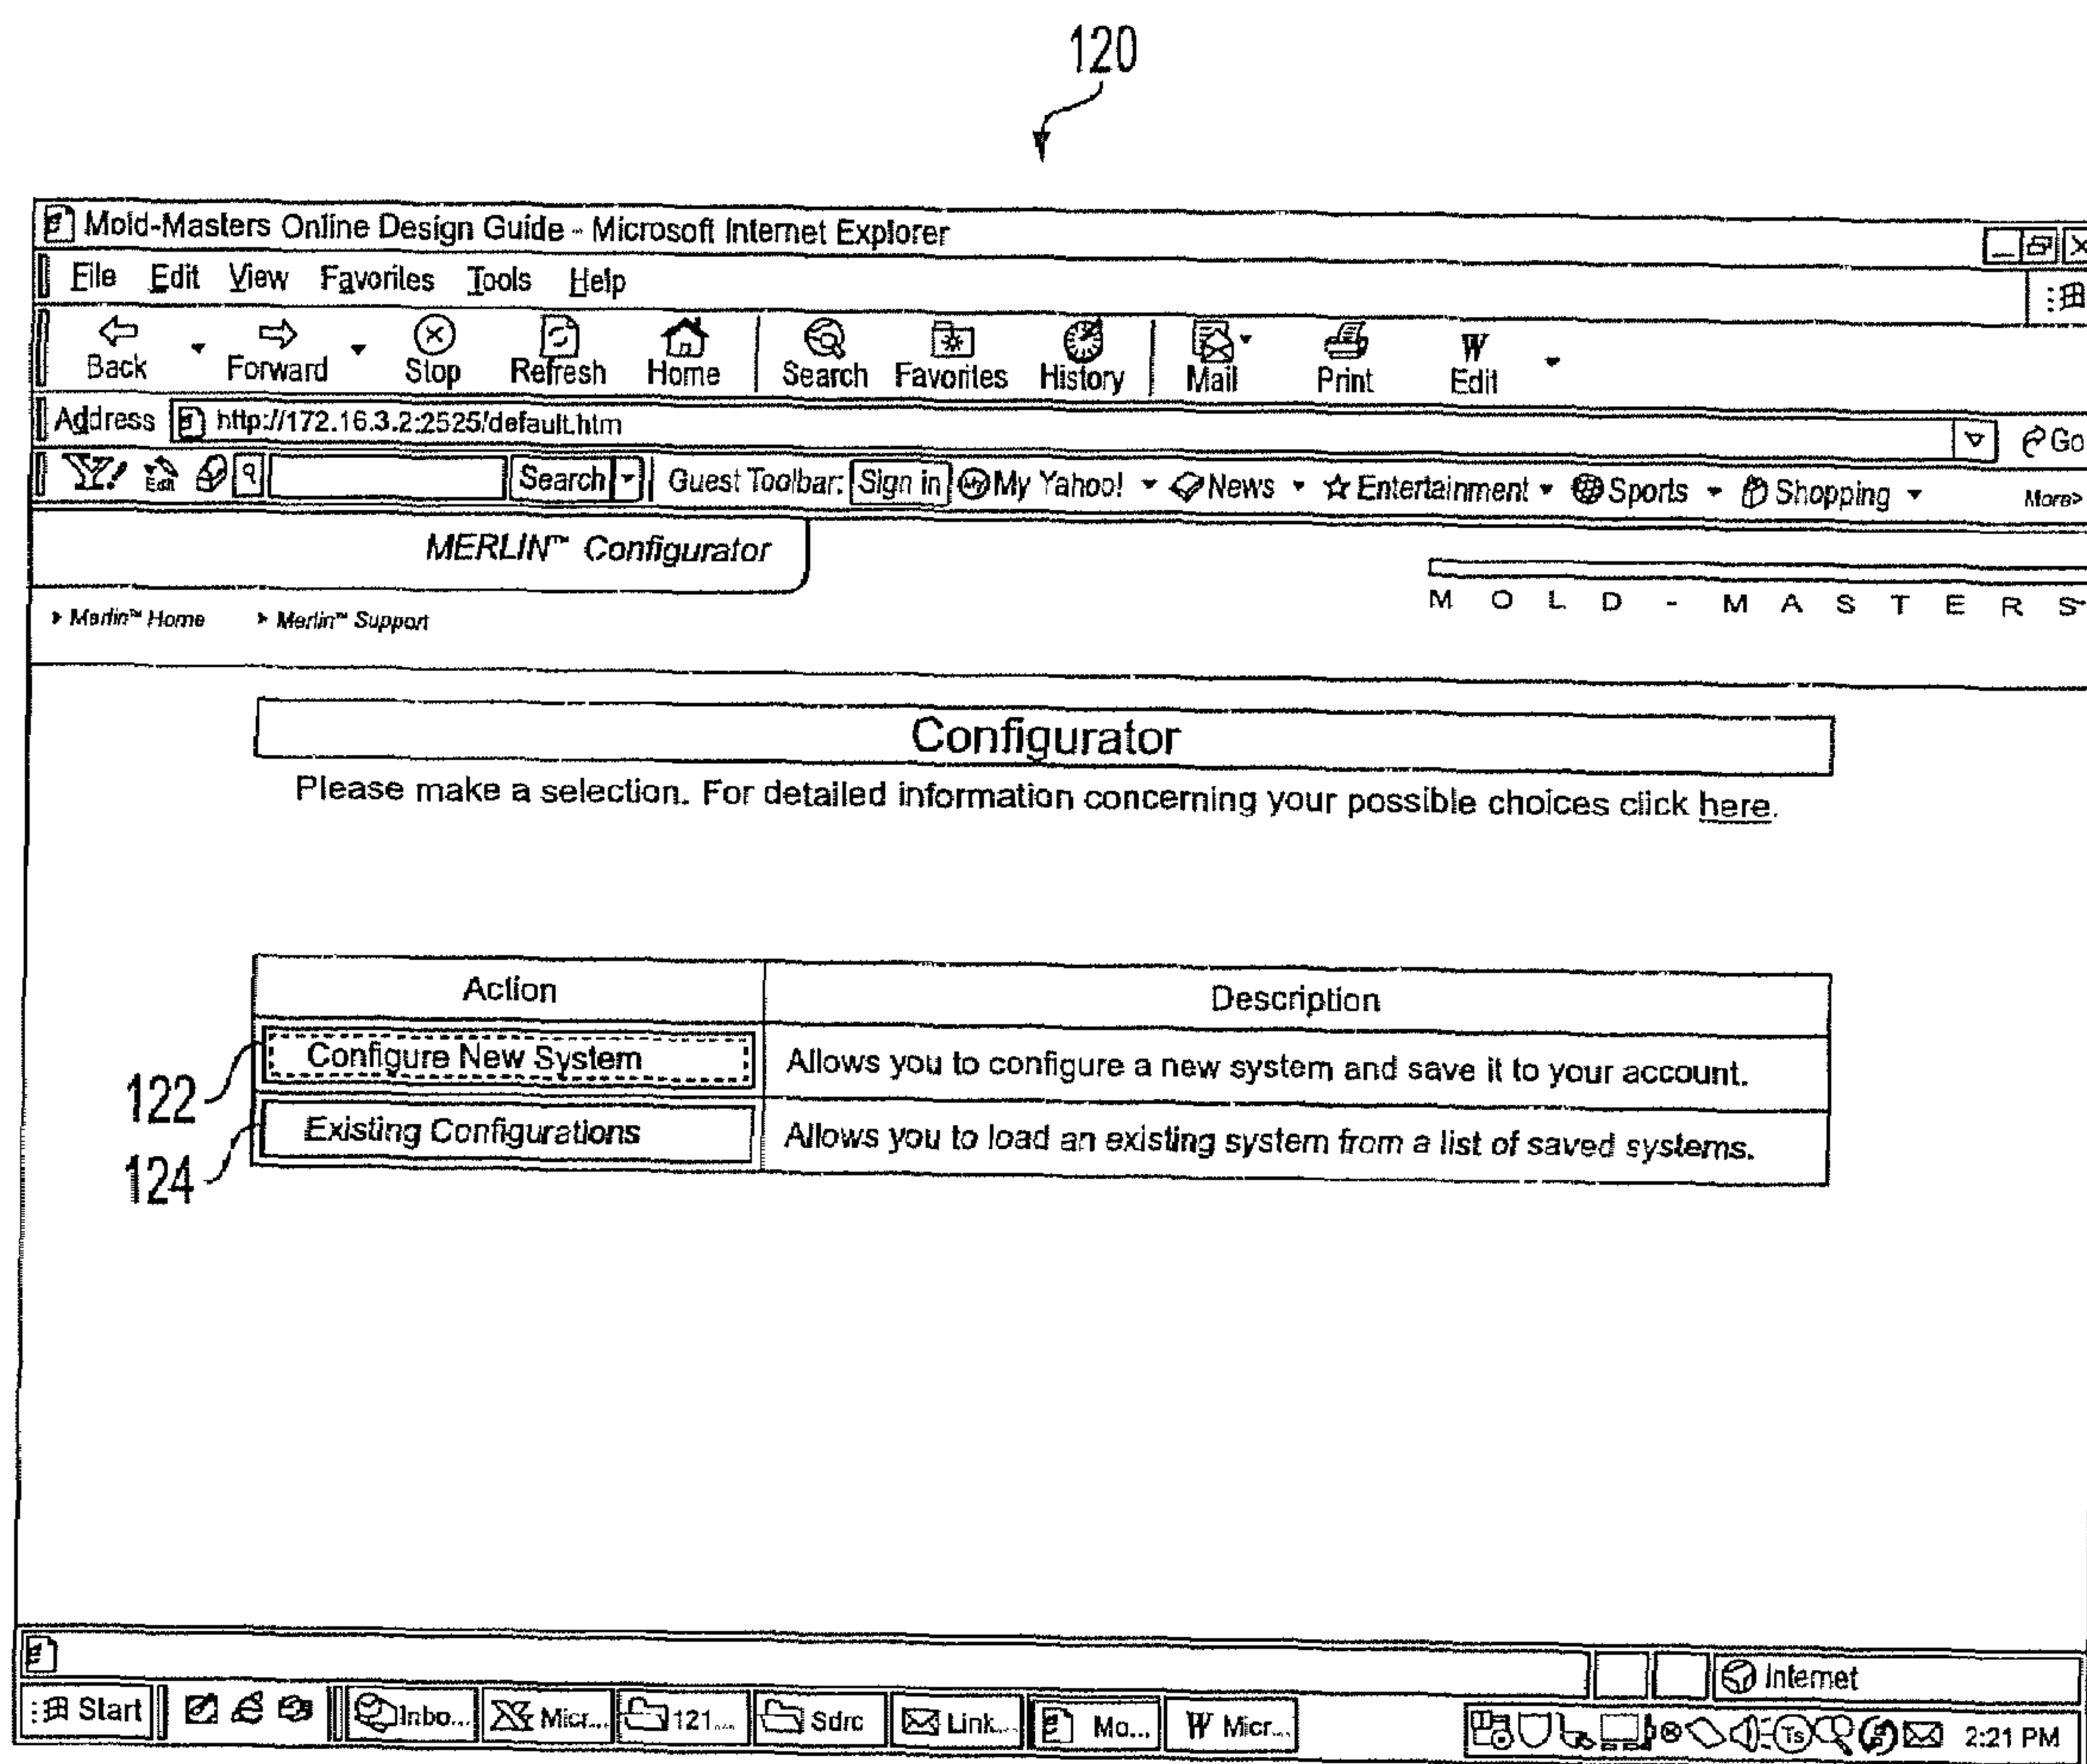 120
Mold-Masters Online Design Guide - Microsoft Internet Explorer
File Edit View Favorites Tools Help
Back Forward Stop Refresh Home Search Favorites History Mail Print Edit
Address http://172.16.3.2:2525/default.htm Go
Y! Edit Search Guest Toolbar: Sign in My Yahoo! News Entertainment Sports Shopping More>
MERLIN™ Configurator
MOLD-MASTERS
Merlin™ Home Merlin™ Support
Configurator
Please make a selection. For detailed information concerning your possible choices click here.
Action Description
122 Configure New System Allows you to configure a new system and save it to your account.
124 Existing Configurations Allows you to load an existing system from a list of saved systems.
Internet
Start Inbo... Micr... 121... Sdrc Link... Mo... W Micr... Ts 2:21 PM